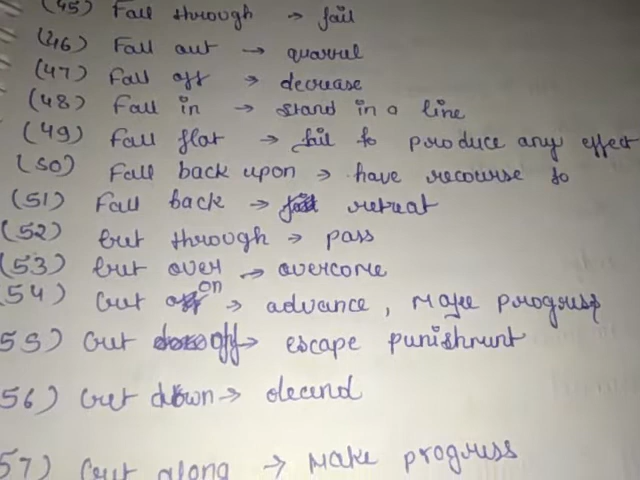 (45) Fall through → fail
(46) Fall out → quarrel
(47) Fall off → decrease
(48) Fall in → stand in a line
(49) Fall flat → fail to produce any effect
(50) Fall back upon → have recourse to
(51) Fall back → retreat
(52) Get through → pass
(53) Get over → overcome
54) Get on → advance, make progress
55) Get off → escape punishment
56) Get down → decend
57) Get along → make progress